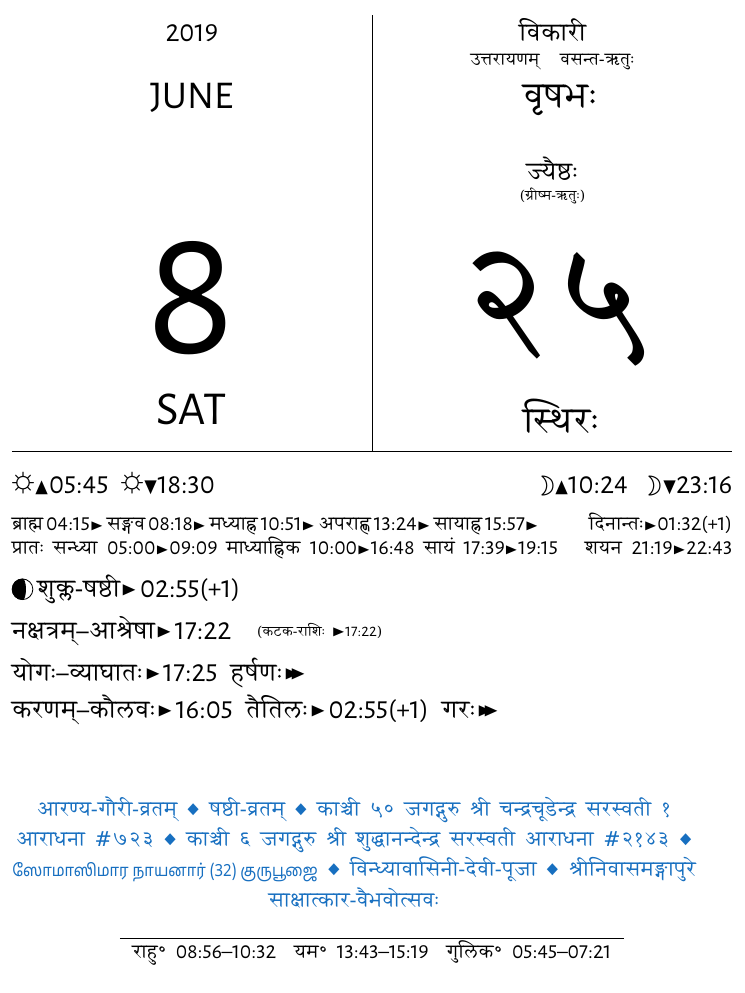 2019
JUNE
8
SAT
विकारी
उत्तरायणम् वसन्त-ऋतुः
वृषभः
ज्यैष्ठः
(ग्रीष्म-ऋतुः)
२५
स्थिरः
☼▲05:45 ☼▼18:30 ☽▲10:24 ☽▼23:16
ब्राह्म 04:15► सङ्गव 08:18► मध्याह्न 10:51► अपराह्ण 13:24► सायाह्न 15:57► दिनान्तः►01:32(+1)
प्रातः सन्ध्या 05:00►09:09 माध्याह्निक 10:00►16:48 सायं 17:39►19:15 शयन 21:19►22:43
शुक्ल-षष्ठी► 02:55(+1)
नक्षत्रम्–आश्रेषा►17:22 (कटक-राशिः ►17:22)
योगः–व्याघातः►17:25 हर्षणः►►
करणम्–कौलवः►16:05 तैतिलः►02:55(+1) गरः►►
आरण्य-गौरी-व्रतम् ◆ षष्ठी-व्रतम् ◆ काञ्ची ५० जगद्गुरु श्री चन्द्रचूडेन्द्र सरस्वती १
आराधना #७२३ ◆ काञ्ची ६ जगद्गुरु श्री शुद्धानन्देन्द्र सरस्वती आराधना #२१४३ ◆
ஸோமாஸிமார நாயனார் (32) குருபூஜை ◆ विन्ध्यावासिनी-देवी-पूजा ◆ श्रीनिवासमङ्गापुरे
साक्षात्कार-वैभवोत्सवः
राहु° 08:56–10:32 यम° 13:43–15:19 गुलिक° 05:45–07:21